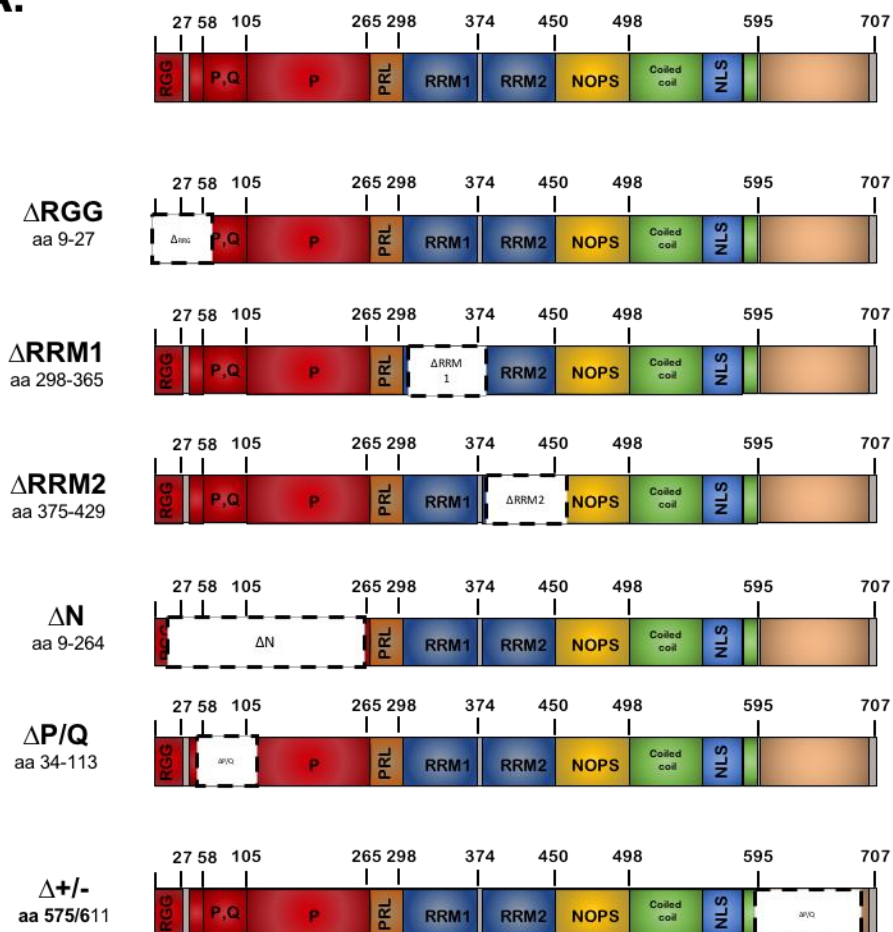 27 58 105 265 298 374 450 498 595 707
RGG P,Q P PRL RRM1 RRM2 NOPS Coiled coil NLS
27 58 105 265 298 374 450 498 595 707
ΔRGG
aa 9-27
ΔRRG P,Q P PRL RRM1 RRM2 NOPS Coiled coil NLS
27 58 105 265 298 374 450 498 595 707
ΔRRM1
aa 298-365
RGG P,Q P PRL ΔRRM 1 RRM2 NOPS Coiled coil NLS
27 58 105 265 298 374 450 498 595 707
ΔRRM2
aa 375-429
RGG P,Q P PRL RRM1 ΔRRM2 NOPS Coiled coil NLS
27 58 105 265 298 374 450 498 595 707
ΔN
aa 9-264
RGG ΔN PRL RRM1 RRM2 NOPS Coiled coil NLS
27 58 105 265 298 374 450 498 595 707
ΔP/Q
aa 34-113
RGG ΔP/Q P PRL RRM1 RRM2 NOPS Coiled coil NLS
27 58 105 265 298 374 450 498 595 707
Δ+/-
aa 575/611
RGG P,Q P PRL RRM1 RRM2 NOPS Coiled coil NLS ΔP/Q